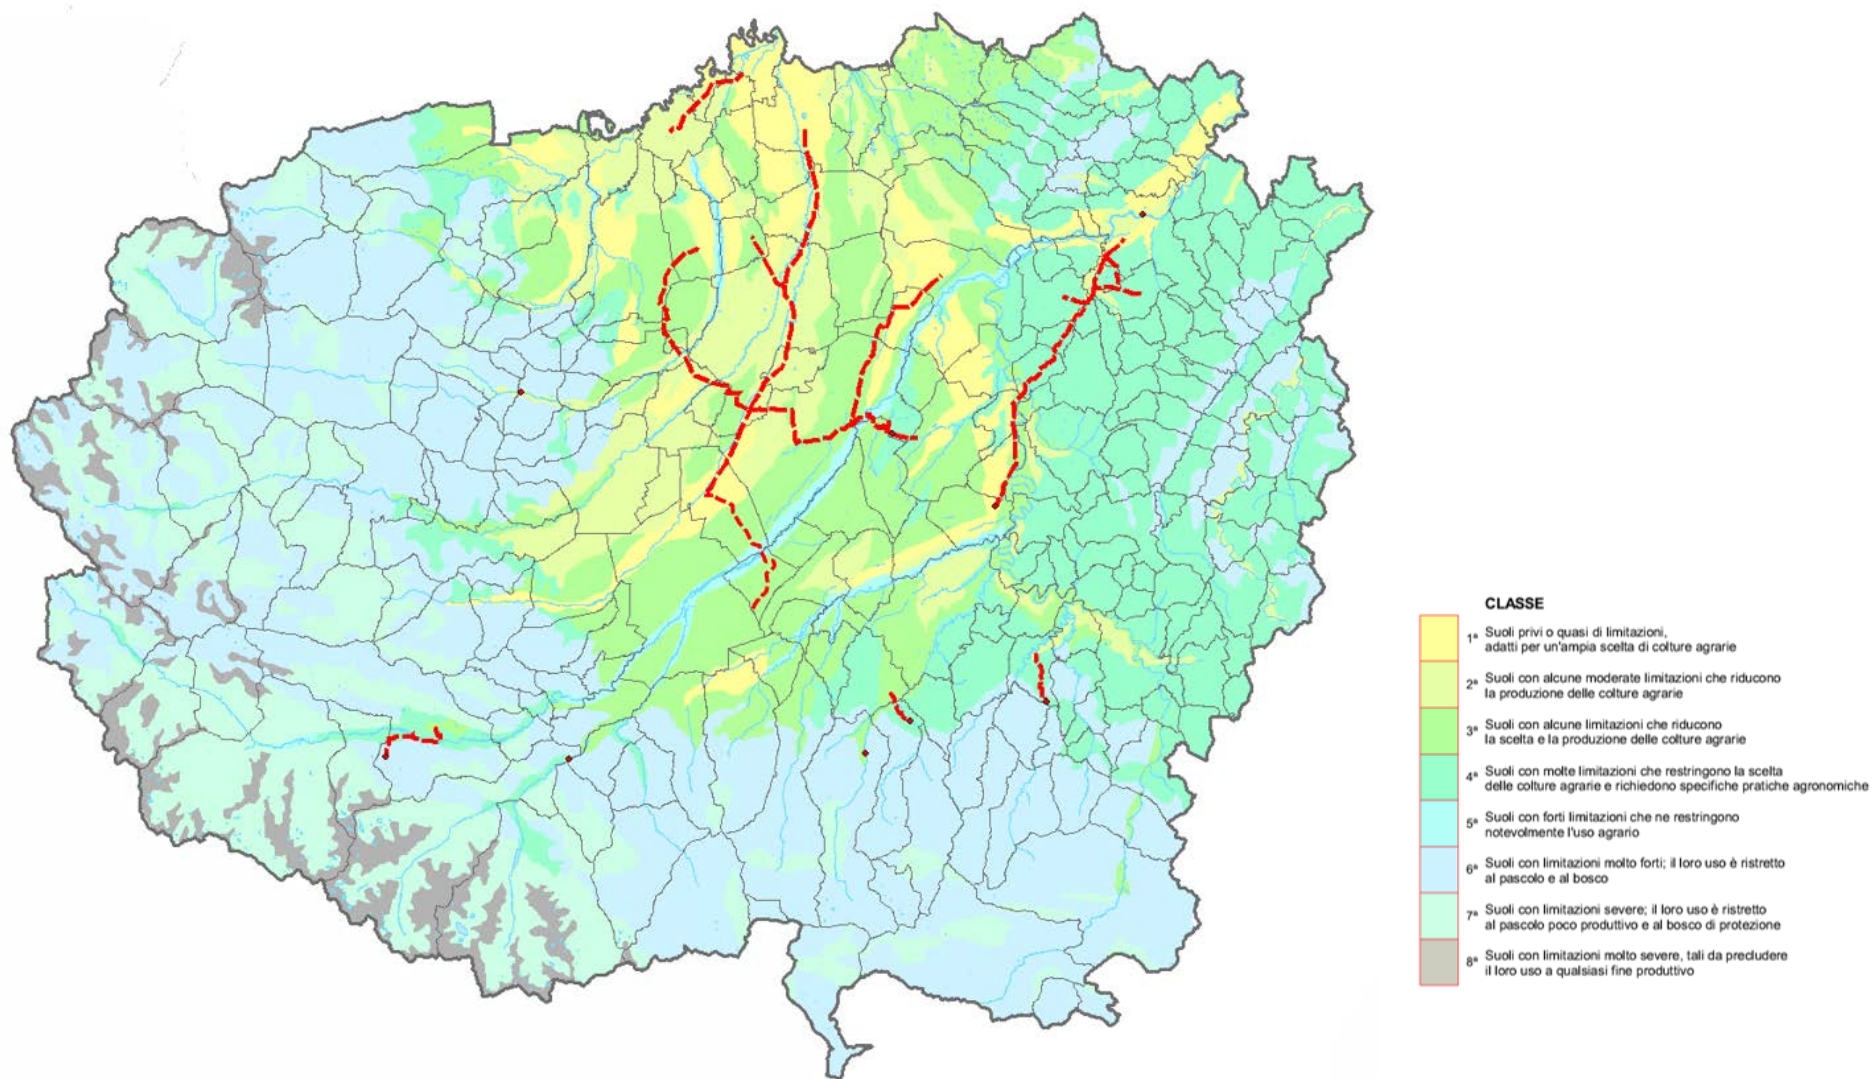 CLASSE
1ª Suoli privi o quasi di limitazioni,
adatti per un'ampia scelta di colture agrarie
2ª Suoli con alcune moderate limitazioni che riducono
la produzione delle colture agrarie
3ª Suoli con alcune limitazioni che riducono
la scelta e la produzione delle colture agrarie
4ª Suoli con molte limitazioni che restringono la scelta
delle colture agrarie e richiedono specifiche pratiche agronomiche
5ª Suoli con forti limitazioni che ne restringono
notevolmente l'uso agrario
6ª Suoli con limitazioni molto forti; il loro uso è ristretto
al pascolo e al bosco
7ª Suoli con limitazioni severe; il loro uso è ristretto
al pascolo poco produttivo e al bosco di protezione
8ª Suoli con limitazioni molto severe, tali da precludere
il loro uso a qualsiasi fine produttivo